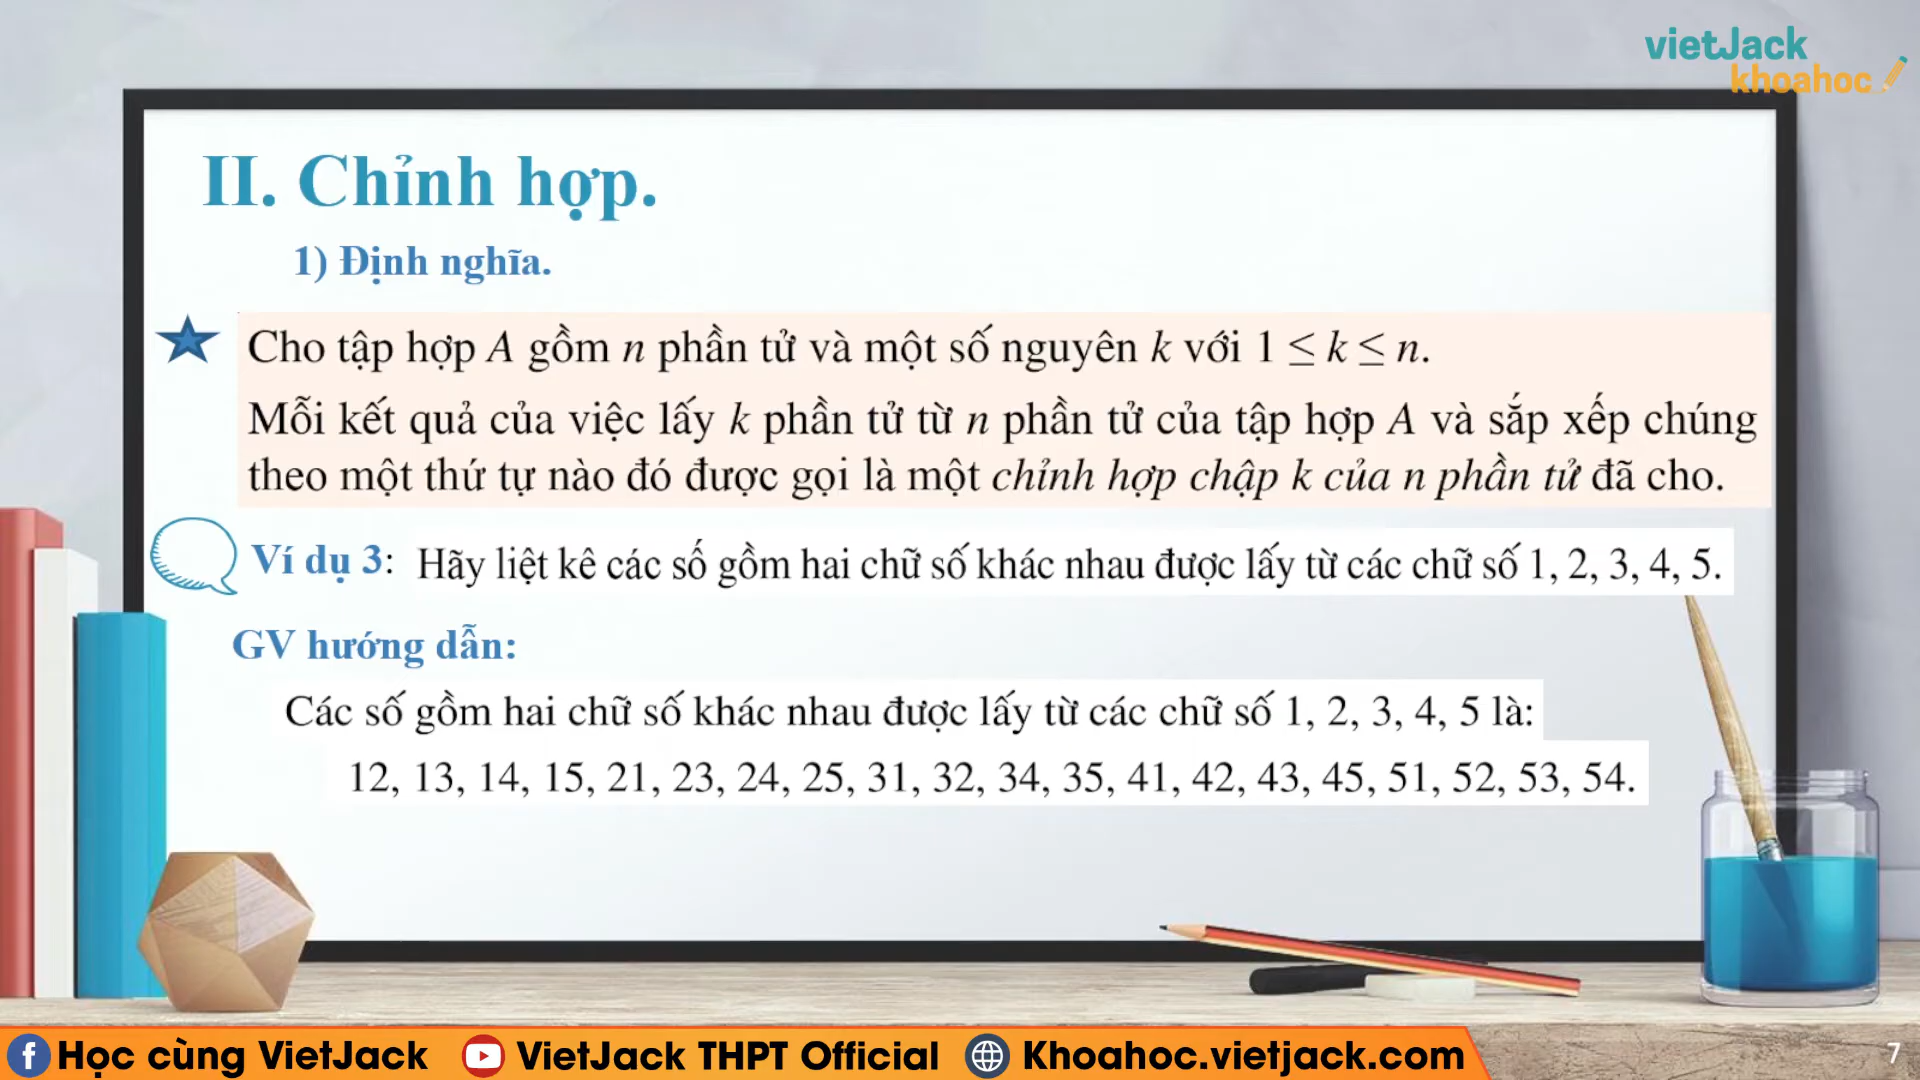 vietJack
khoahoc
II. Chỉnh hợp.
1) Định nghĩa.
Cho tập hợp A gồm n phần tử và một số nguyên k với 1 ≤ k ≤ n.
Mỗi kết quả của việc lấy k phần tử từ n phần tử của tập hợp A và sắp xếp chúng
theo một thứ tự nào đó được gọi là một chỉnh hợp chập k của n phần tử đã cho.
Ví dụ 3: Hãy liệt kê các số gồm hai chữ số khác nhau được lấy từ các chữ số 1, 2, 3, 4, 5.
GV hướng dẫn:
Các số gồm hai chữ số khác nhau được lấy từ các chữ số 1, 2, 3, 4, 5 là:
12, 13, 14, 15, 21, 23, 24, 25, 31, 32, 34, 35, 41, 42, 43, 45, 51, 52, 53, 54.
Học cùng VietJack VietJack THPT Official Khoahoc.vietjack.com
7